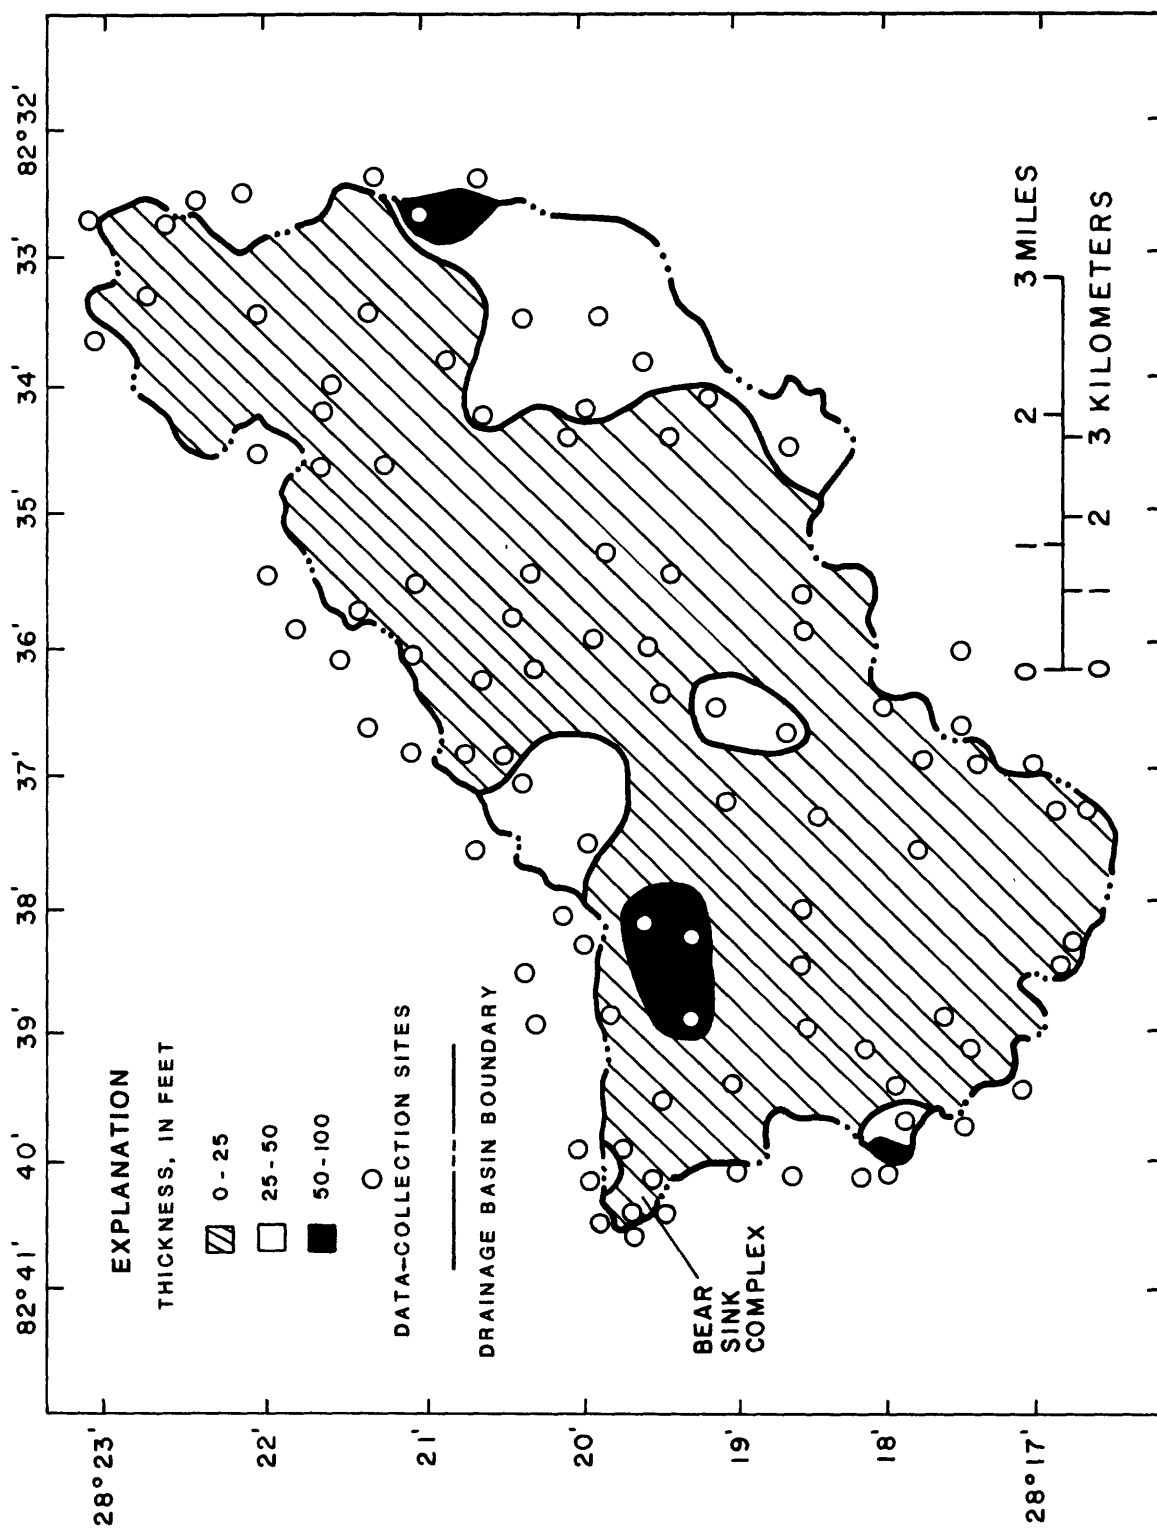 82°41'
40'
39'
38'
37'
36'
35'
34'
33'
82°32'
28°23'
22'
21'
20'
19'
18'
28°17'
EXPLANATION
THICKNESS, IN FEET
0-25
25-50
50-100
DATA-COLLECTION SITES
DRAINAGE BASIN BOUNDARY
BEAR
SINK
COMPLEX
0 1 2 3 MILES
0 1 2 3 KILOMETERS